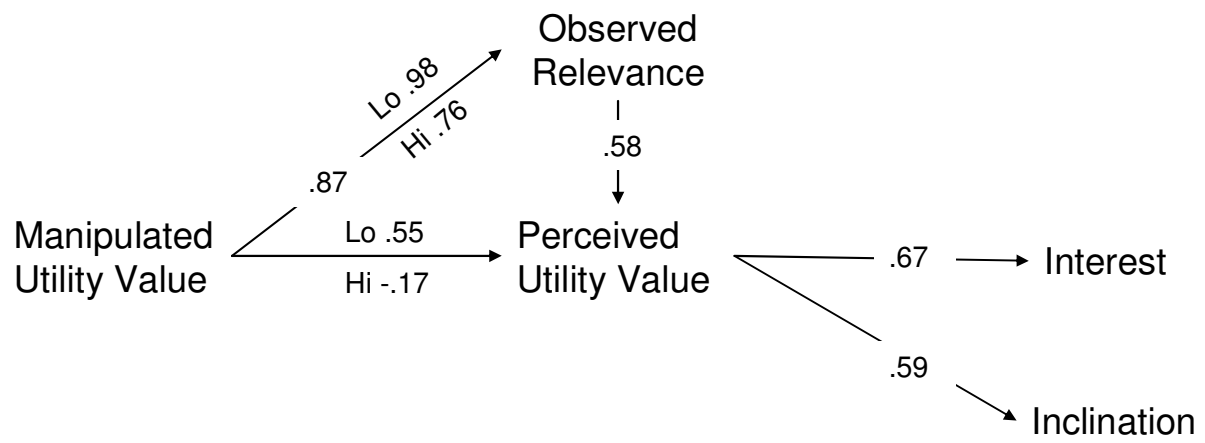 Observed
Relevance
Lo .98
Hi .76
.58
.87
Manipulated
Utility Value
Lo .55
Hi -.17
Perceived
Utility Value
.67
Interest
.59
Inclination